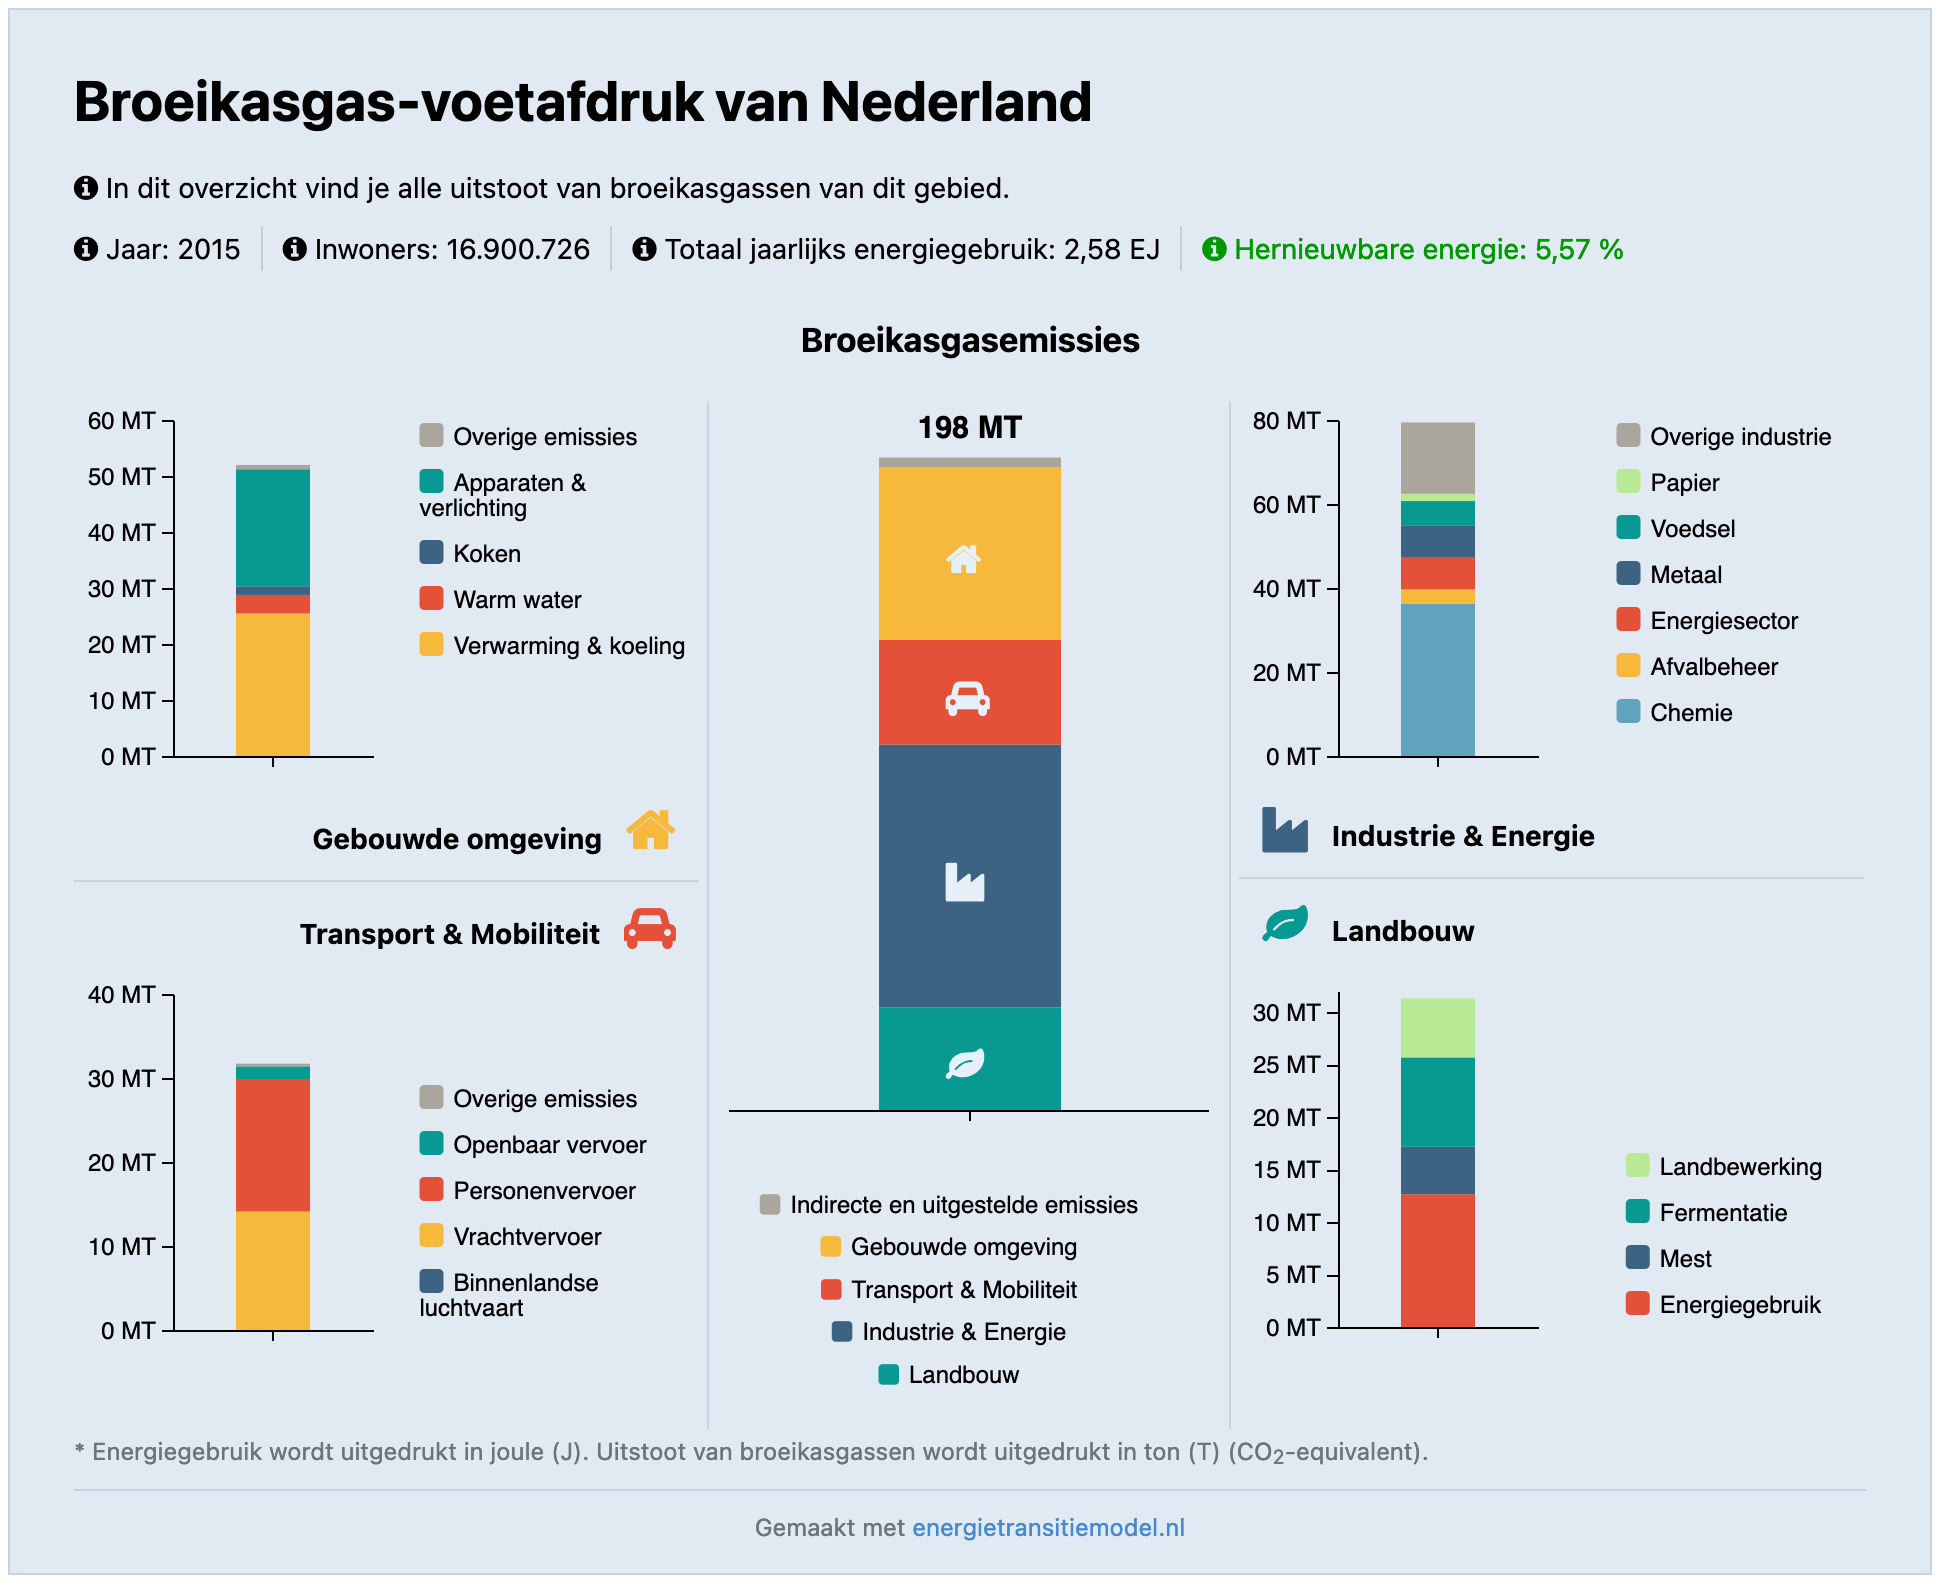 Broeikasgas-voetafdruk van Nederland
In dit overzicht vind je alle uitstoot van broeikasgassen van dit gebied.
Jaar: 2015
Inwoners: 16.900.726
Totaal jaarlijks energiegebruik: 2,58 EJ
Hernieuwbare energie: 5,57 %
Broeikasgasemissies
60 MT
50 MT
40 MT
30 MT
20 MT
10 MT
0 MT
Overige emissies
Apparaten &
verlichting
Koken
Warm water
Verwarming & koeling
Gebouwde omgeving
Transport & Mobiliteit
40 MT
30 MT
20 MT
10 MT
0 MT
Overige emissies
Openbaar vervoer
Personenvervoer
Vrachtvervoer
Binnenlandse
luchtvaart
198 MT
Indirecte en uitgestelde emissies
Gebouwde omgeving
Transport & Mobiliteit
Industrie & Energie
Landbouw
80 MT
60 MT
40 MT
20 MT
0 MT
Overige industrie
Papier
Voedsel
Metaal
Energiesector
Afvalbeheer
Chemie
Industrie & Energie
Landbouw
30 MT
25 MT
20 MT
15 MT
10 MT
5 MT
0 MT
Landbewerking
Fermentatie
Mest
Energiegebruik
* Energiegebruik wordt uitgedrukt in joule (J). Uitstoot van broeikasgassen wordt uitgedrukt in ton (T) (CO₂-equivalent).
Gemaakt met energietransitiemodel.nl